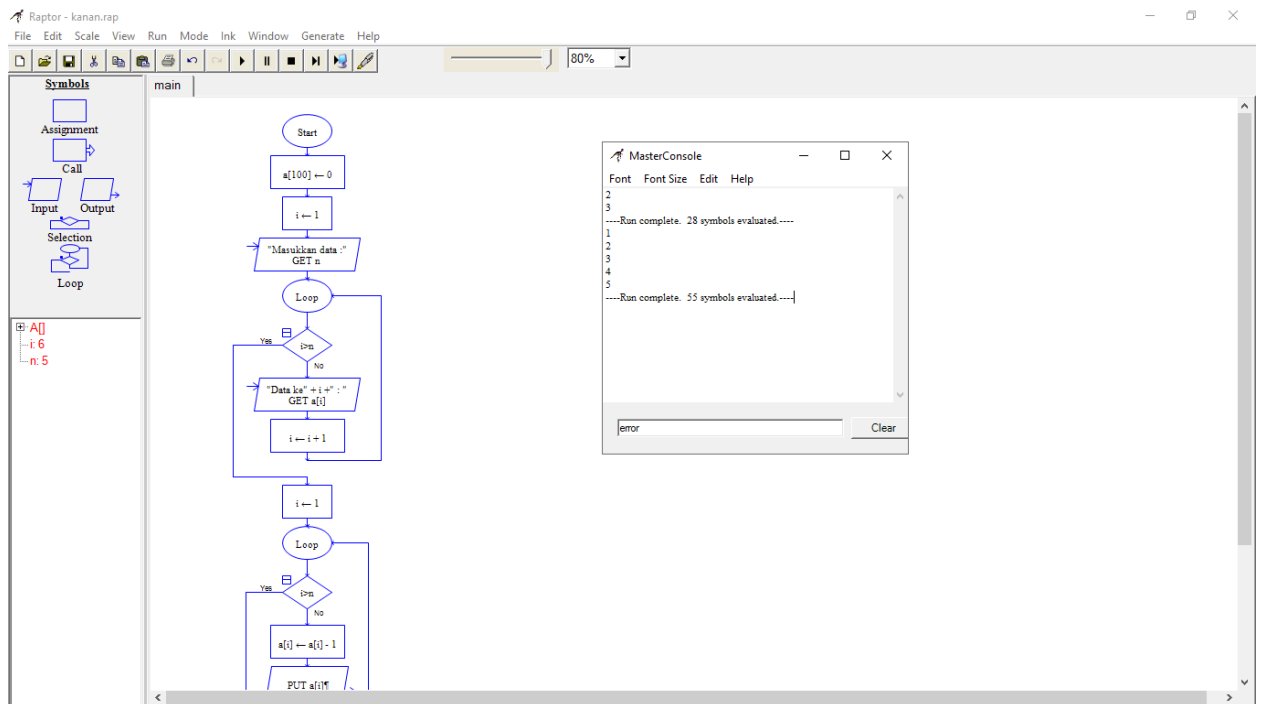 Raptor - kanan.rap
File Edit Scale View Run Mode Ink Window Generate Help
80%
Symbols
Assignment
Call
Input Output
Selection
Loop
A[]
i: 6
n: 5
main
Start
a[100] ← 0
i ← 1
"Masukkan data :"
GET n
Loop
Yes
i>n
No
"Data ke" + i +" : "
GET a[i]
i ← i + 1
i ← 1
Loop
Yes
i>n
No
a[i] ← a[i] - 1
PUT a[i]¶
MasterConsole
Font Font Size Edit Help
2
3
----Run complete. 28 symbols evaluated.----
1
2
3
4
5
----Run complete. 55 symbols evaluated.----
error
Clear